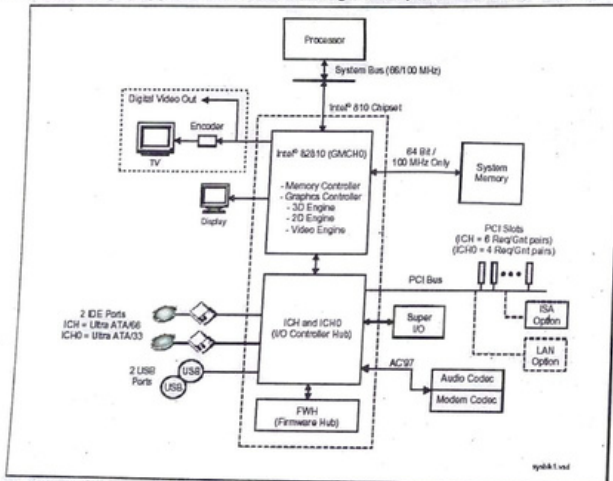 Processor
System Bus (66/100 MHz)
Digital Video Out
Intel® 810 Chipset
Encoder
TV
Intel® 82810 (GMCH0)
- Memory Controller
- Graphics Controller
- 3D Engine
- 2D Engine
- Video Engine
64 Bit /
100 MHz Only
System
Memory
Display
PCI Slots
(ICH = 6 Req/Gnt pairs)
(ICH0 = 4 Req/Gnt pairs)
PCI Bus
2 IDE Ports
ICH = Ultra ATA/66
ICH0 = Ultra ATA/33
ICH and ICH0
(I/O Controller Hub)
Super
I/O
ISA
Option
LAN
Option
2 USB
Ports
USB
USB
AC'97
Audio Codec
Modem Codec
FWH
(Firmware Hub)